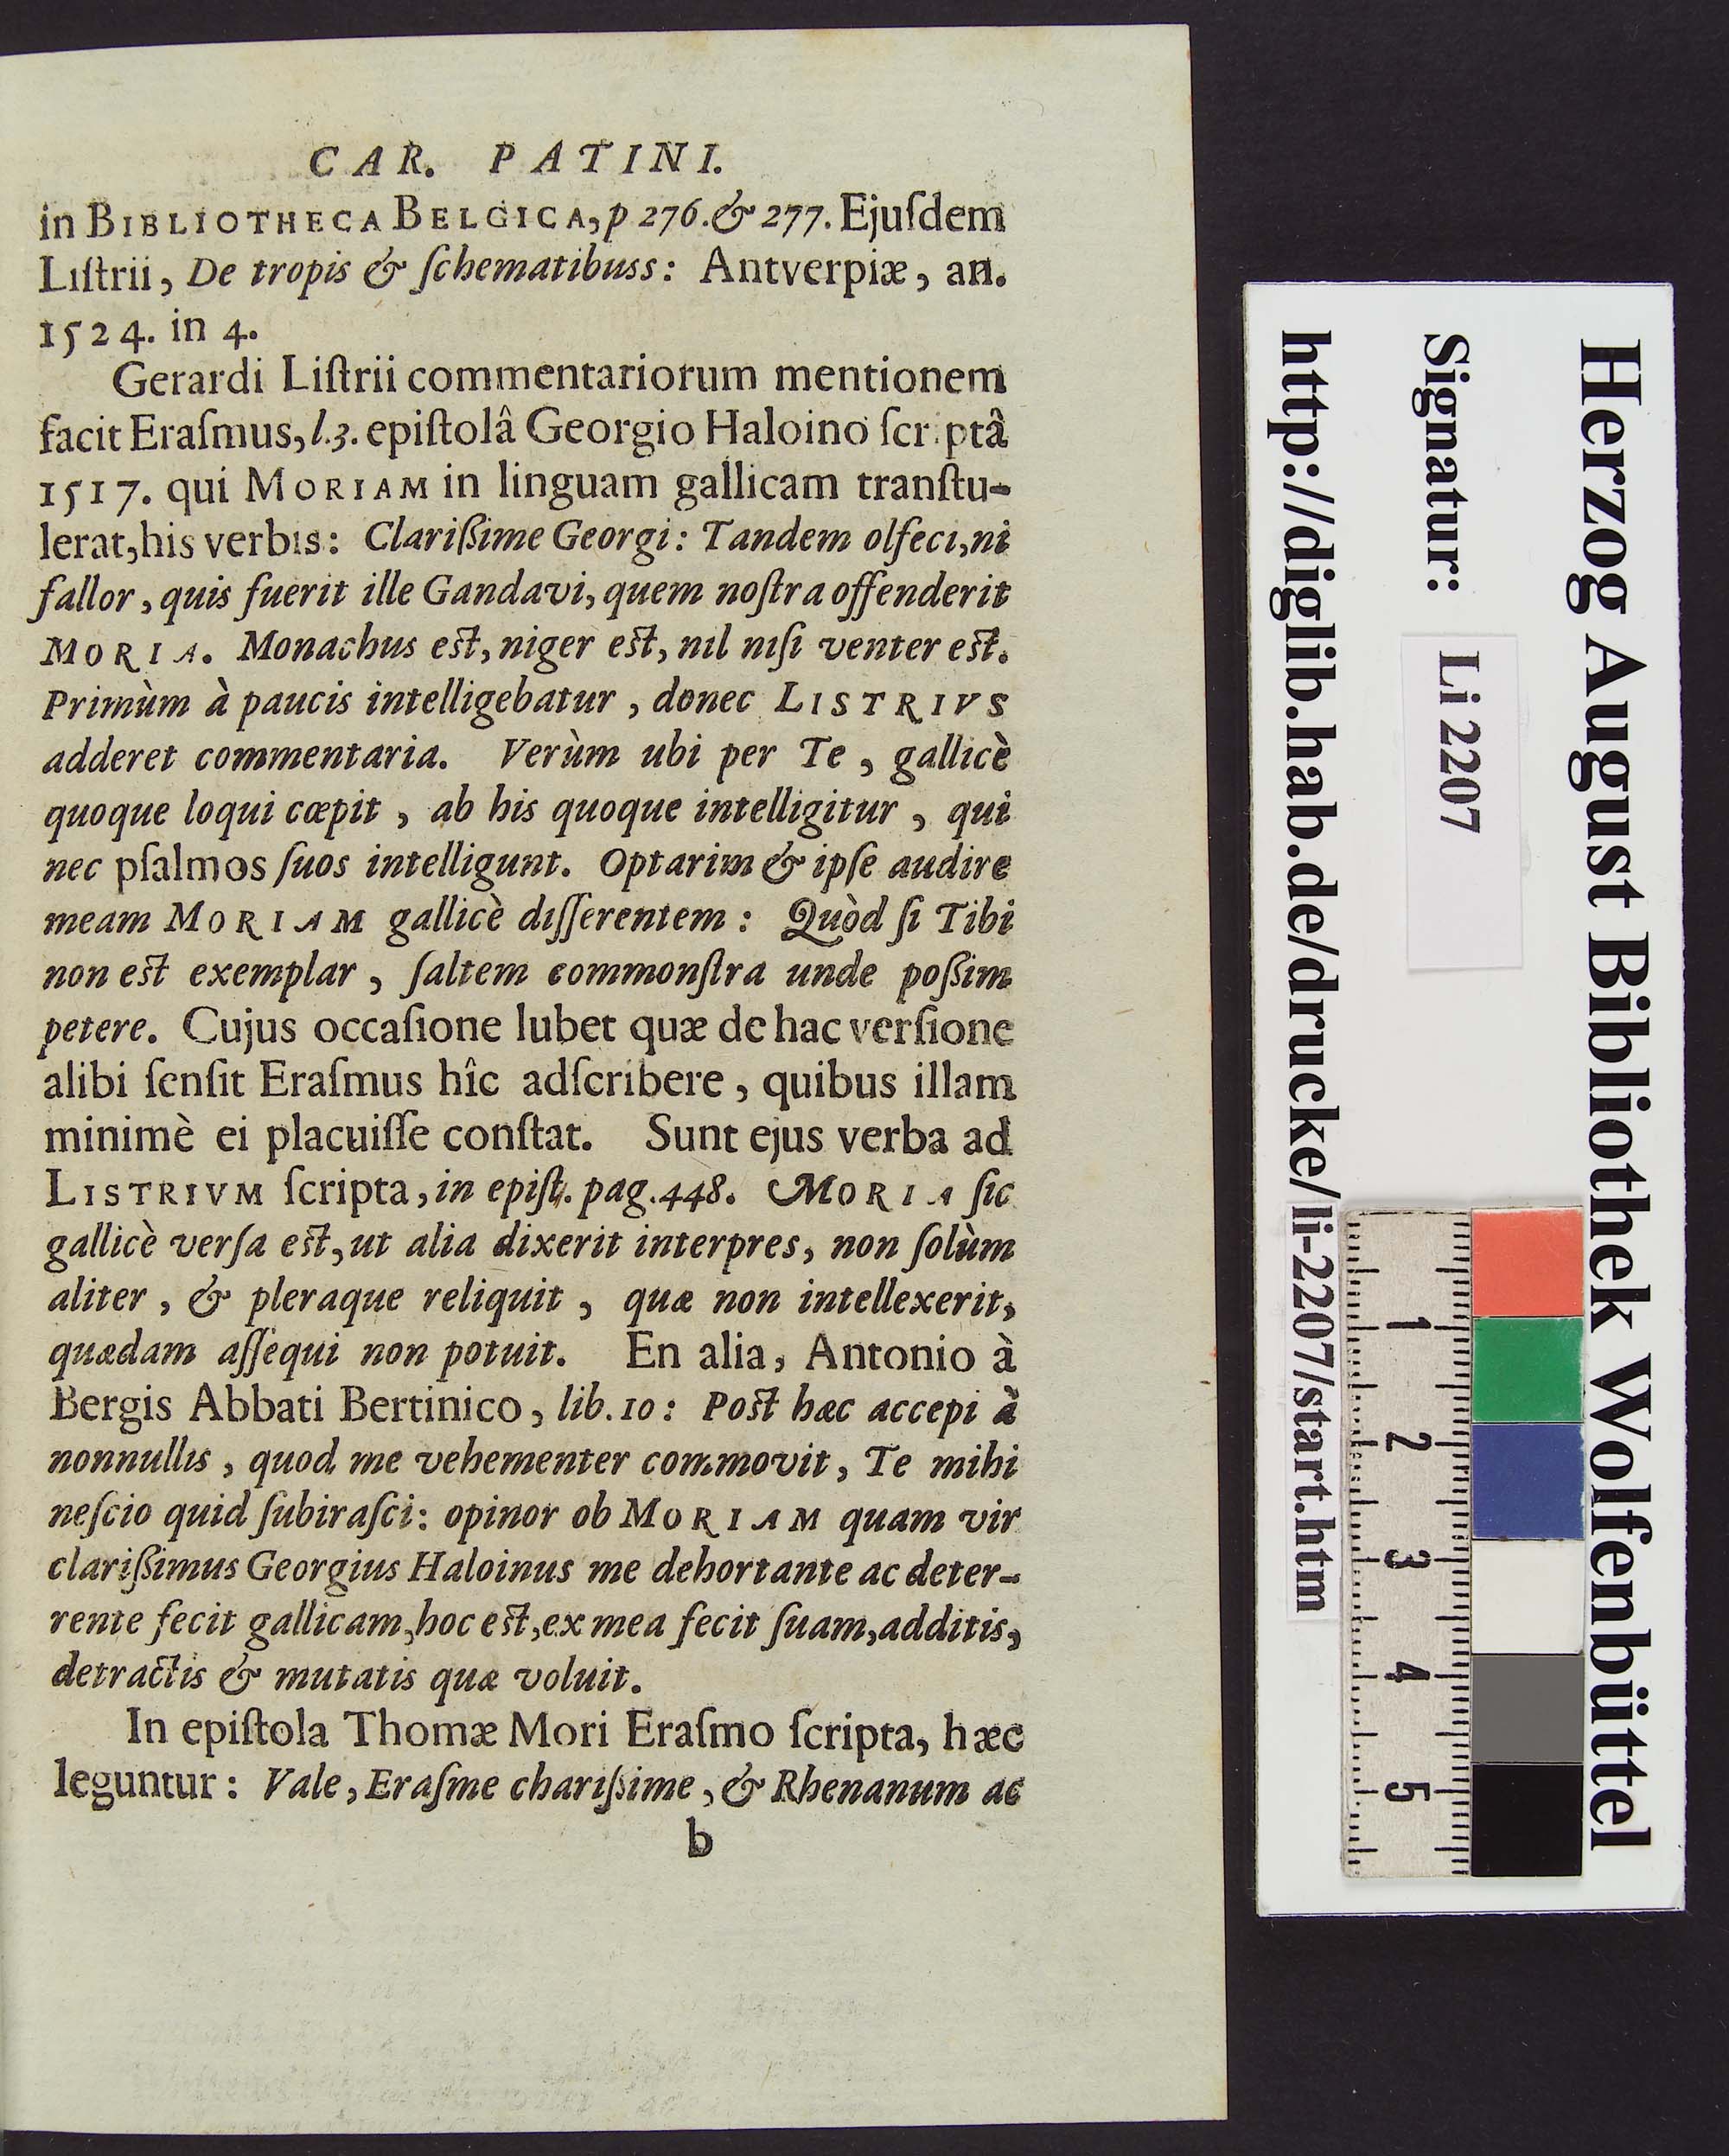 CAR. PATINI.
in BIBLIOTHECA BELGICA, p 276. & 277. Ejuſdem
Liſtrii, De tropis & ſchematibuss: Antverpiæ, an.
1524. in 4.
Gerardi Liſtrii commentariorum mentionem
facit Eraſmus, l.3. epiſtolâ Georgio Haloino ſcriptâ
1517. qui MORIAM in linguam gallicam tranſtu-
lerat, his verbis: Clarißime Georgi: Tandem olfeci, ni
fallor, quis fuerit ille Gandavi, quem noſtra offenderit
MORIA. Monachus eſt, niger eſt, nil niſi venter eſt.
Primùm à paucis intelligebatur, donec LISTRIVS
adderet commentaria. Verùm ubi per Te, gallicè
quoque loqui cœpit, ab his quoque intelligitur, qui
nec pſalmos ſuos intelligunt. Optarim & ipſe audire
meam MORIAM gallicè diſſerentem: Quòd ſi Tibi
non eſt exemplar, ſaltem commonſtra unde poßim
petere. Cujus occaſione lubet quæ de hac verſione
alibi ſenſit Eraſmus hîc adſcribere, quibus illam
minimè ei placuiſſe conſtat. Sunt ejus verba ad
LISTRIVM ſcripta, in epiſt. pag. 448. MORIA ſic
gallicè verſa eſt, ut alia dixerit interpres, non ſolùm
aliter, & pleraque reliquit, quæ non intellexerit,
quædam aſſequi non potuit. En alia, Antonio à
Bergis Abbati Bertinico, lib. 10: Poſt hæc accepi à
nonnullis, quod me vehementer commovit, Te mihi
neſcio quid ſubiraſci: opinor ob MORIAM quam vir
clarißimus Georgius Haloinus me dehortante ac deter-
rente fecit gallicam, hoc eſt, ex mea fecit ſuam, additis,
detractis & mutatis quæ voluit.
In epiſtola Thomæ Mori Eraſmo ſcripta, hæc
leguntur: Vale, Eraſme charißime, & Rhenanum ac
b
Herzog August Bibliothek Wolfenbüttel
Signatur: Li 2207
http://diglib.hab.de/drucke/li-2207/start.htm
1
2
3
4
5